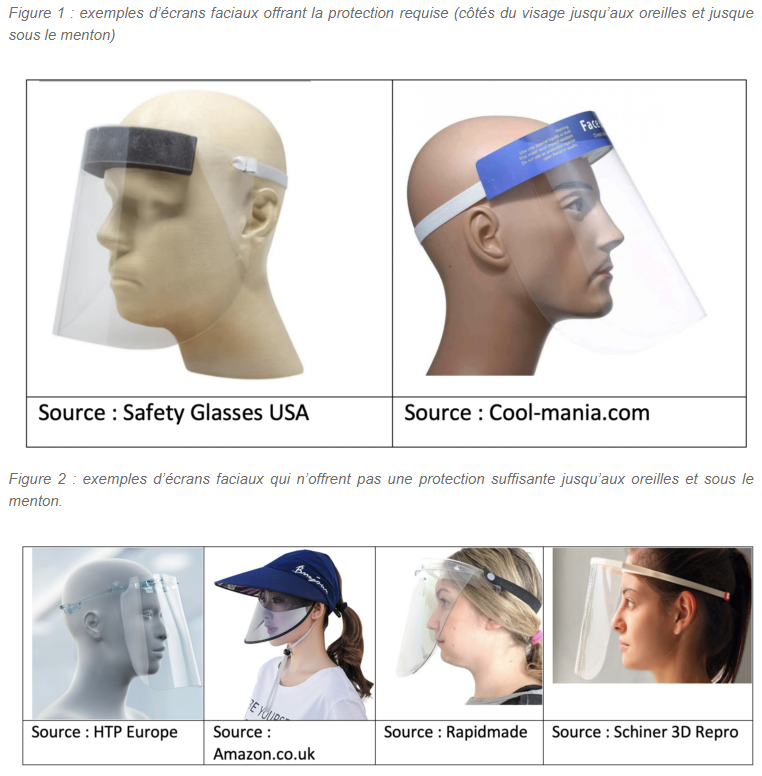 Figure 1 : exemples d’écrans faciaux offrant la protection requise (côtés du visage jusqu’aux oreilles et jusque
sous le menton)
Face
Source : Safety Glasses USA
Source : Cool-mania.com
Figure 2 : exemples d’écrans faciaux qui n’offrent pas une protection suffisante jusqu’aux oreilles et sous le
menton.
Bonjour
Source : HTP Europe
Source :
Amazon.co.uk
Source : Rapidmade
Source : Schiner 3D Repro